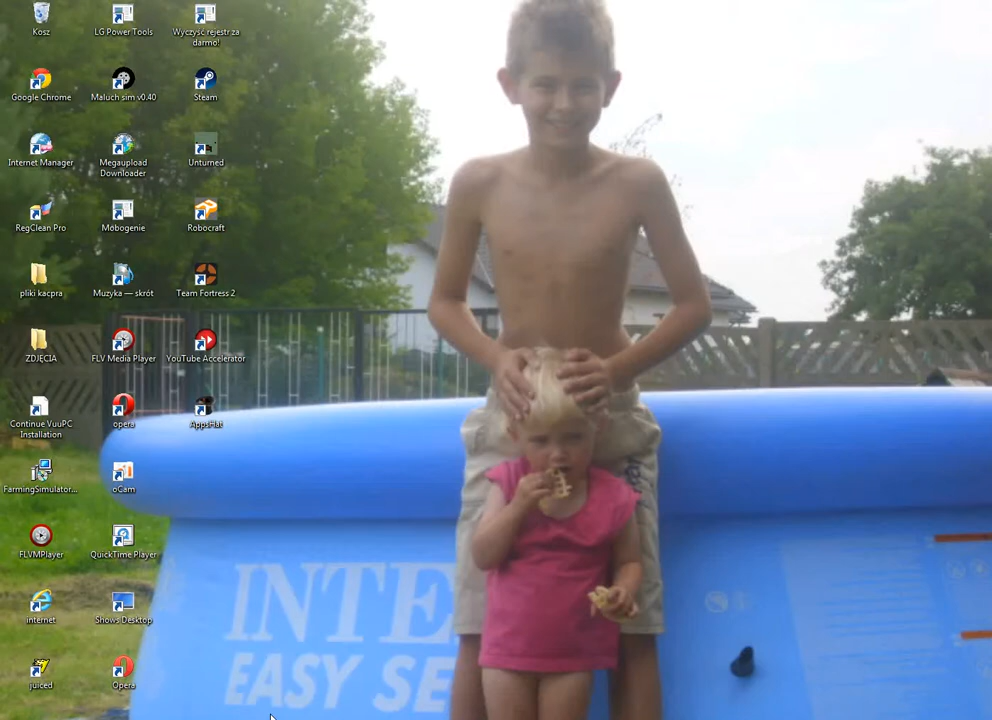 Kosz
LG Power Tools
Wyczyść rejestr za
darmo!
Google Chrome
Maluch sim v0.40
Steam
Internet Manager
Megaupload
Downloader
Unturned
RegClean Pro
Mobogenie
Robocraft
pliki kacpra
Muzyka — skrót
Team Fortress 2
ZDJĘCIA
FLV Media Player
YouTube Accelerator
Continue VuuPC
Installation
opera
AppsHat
FarmingSimulator...
oCam
FLVMPlayer
QuickTime Player
internet
Shows Desktop
juiced
Opera
INTE
EASY SE